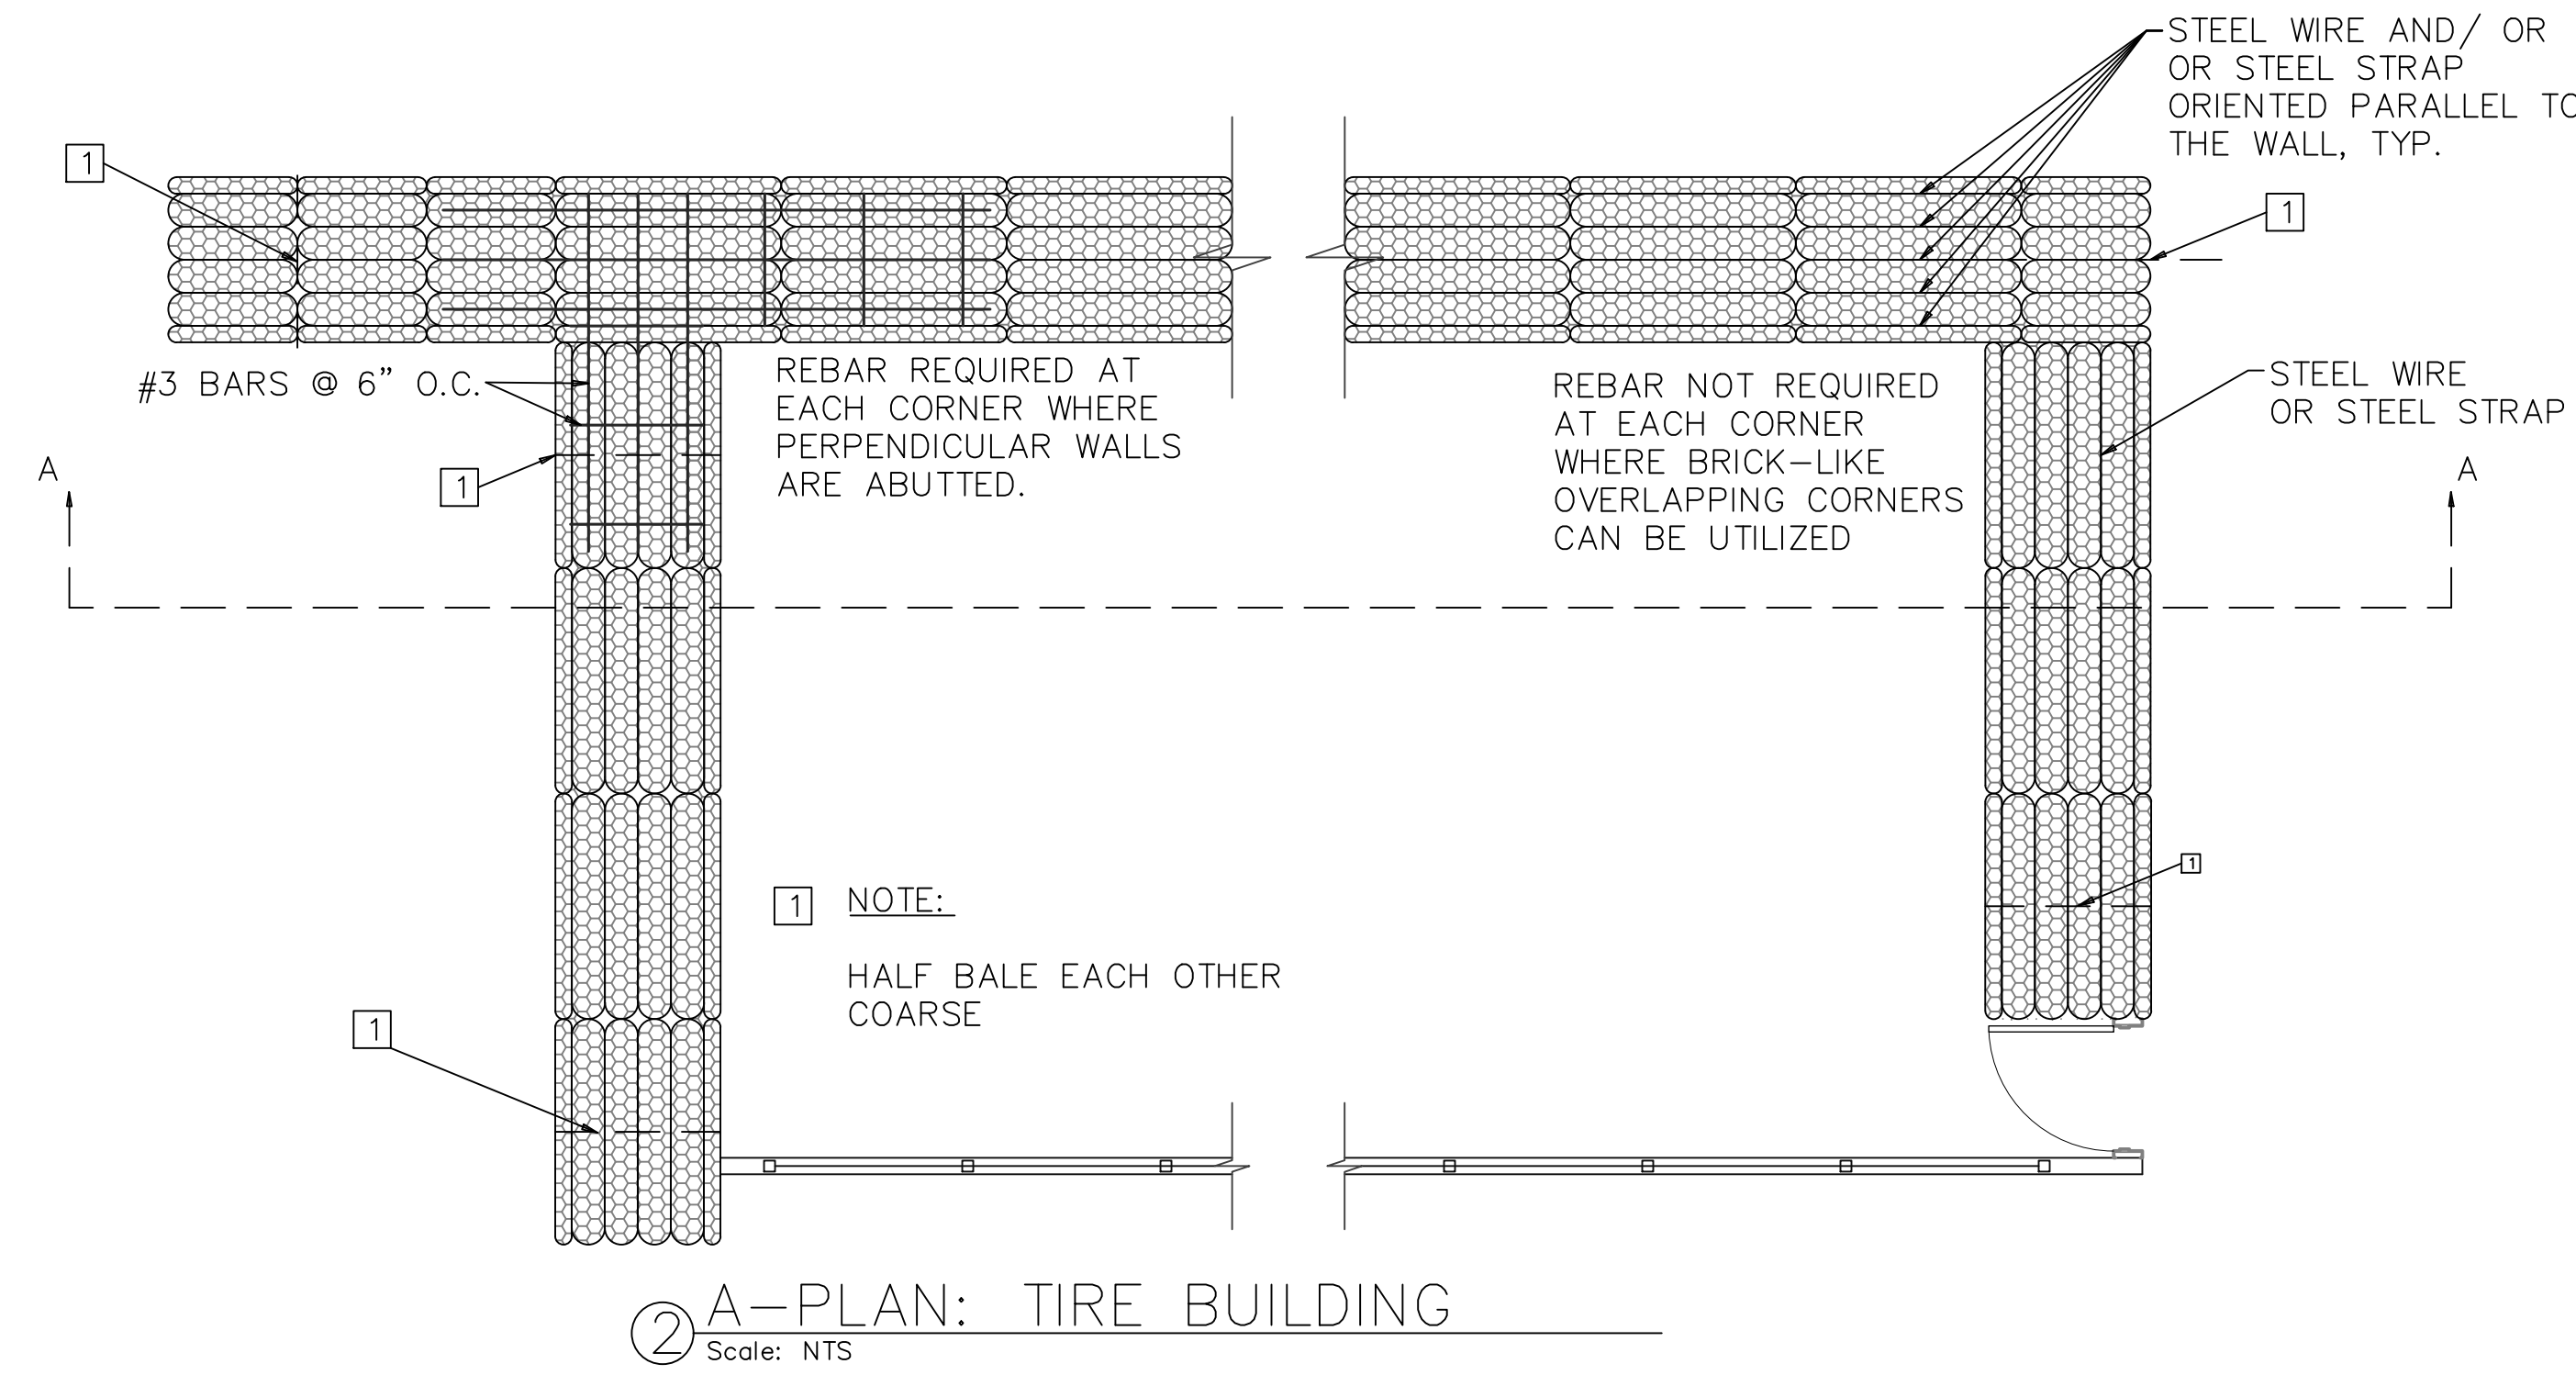 STEEL WIRE AND/ OR
OR STEEL STRAP
ORIENTED PARALLEL TO
THE WALL, TYP.
1
1
#3 BARS @ 6" O.C.
REBAR REQUIRED AT
EACH CORNER WHERE
PERPENDICULAR WALLS
ARE ABUTTED.
REBAR NOT REQUIRED
AT EACH CORNER
WHERE BRICK-LIKE
OVERLAPPING CORNERS
CAN BE UTILIZED
STEEL WIRE
OR STEEL STRAP
A
1
A
1
1 NOTE:
HALF BALE EACH OTHER
COARSE
1
2 A-PLAN: TIRE BUILDING
Scale: NTS